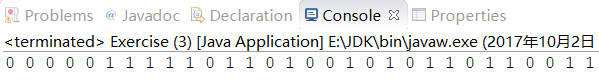 Problems @ Javadoc Declaration Console Properties
<terminated> Exercise (3) [Java Application] E:\JDK\bin\javaw.exe (2017年10月2日
0 0 0 0 0 1 1 1 1 1 0 1 1 0 1 0 0 1 0 1 0 1 1 0 1 0 1 1 0 0 1 1